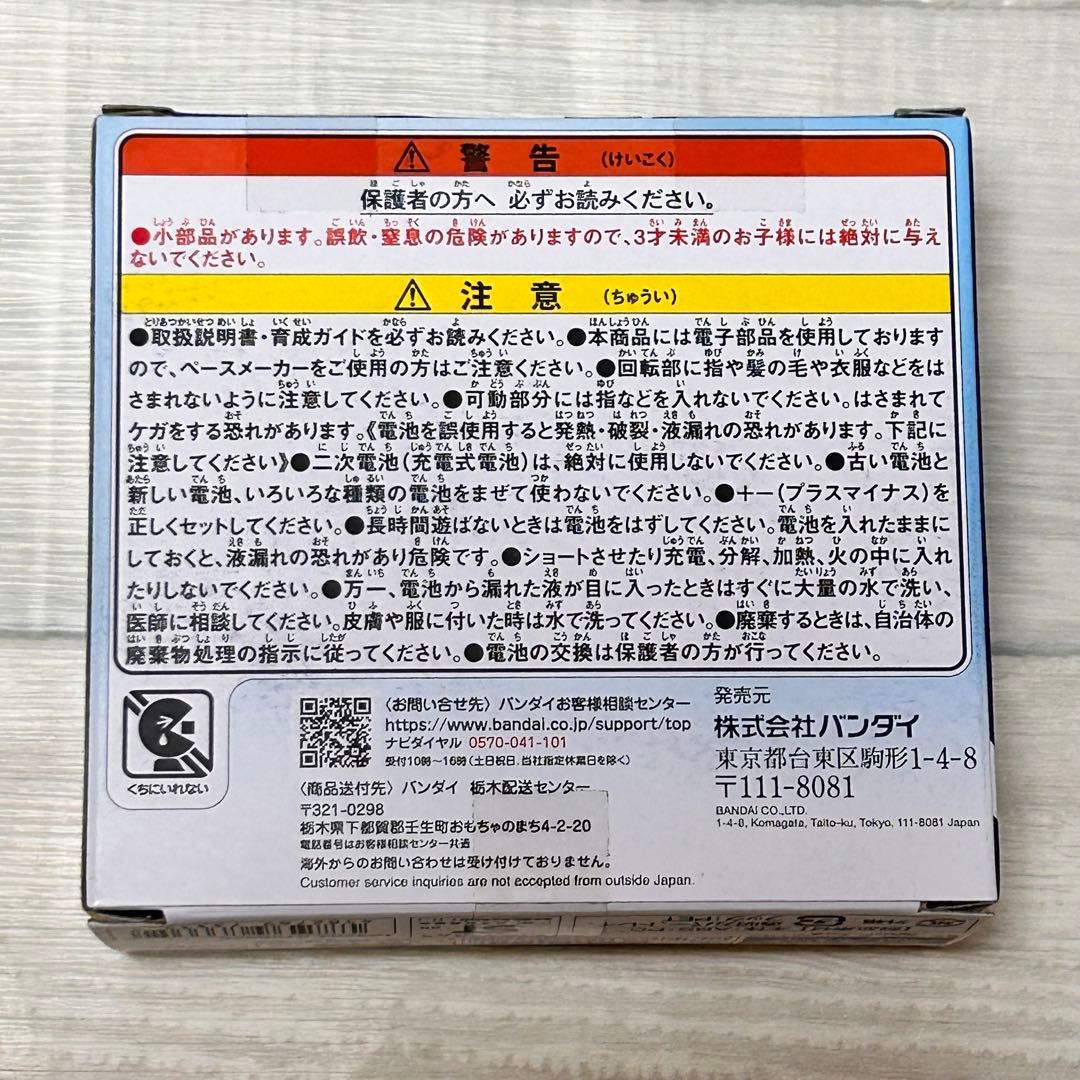 警告 (けいこく)
保護者の方へ 必ずお読みください。
●小部品があります。誤飲・窒息の危険がありますので、3才未満のお子様には絶対に与え
ないでください。
注意 (ちゅうい)
●取扱説明書・育成ガイドを必ずお読みください。●本商品には電子部品を使用しております
ので、ペースメーカーをご使用の方はご注意ください。●回転部に指や髪の毛や衣服などをは
さまれないように注意してください。●可動部分には指などを入れないでください。はさまれて
ケガをする恐れがあります。《電池を誤使用すると発熱・破裂・液漏れの恐れがあります。下記に
注意してください》●二次電池(充電式電池)は、絶対に使用しないでください。●古い電池と
新しい電池、いろいろな種類の電池をまぜて使わないでください。●＋－(プラスマイナス)を
正しくセットしてください。●長時間遊ばないときは電池をはずしてください。電池を入れたままに
しておくと、液漏れの恐れがあり危険です。●ショートさせたり充電、分解、加熱、火の中に入れ
たりしないでください。●万一、電池から漏れた液が目に入ったときはすぐに大量の水で洗い、
医師に相談してください。皮膚や服に付いた時は水で洗ってください。●廃棄するときは、自治体の
廃棄物処理の指示に従ってください。●電池の交換は保護者の方が行ってください。
くちにいれない
〈お問い合せ先〉バンダイお客様相談センター
https://www.bandai.co.jp/support/top
ナビダイヤル 0570-041-101
受付10時～16時(土日祝日、当社指定休業日を除く)
〈商品送付先〉バンダイ 栃木配送センター
〒321-0298
栃木県下都賀郡壬生町おもちゃのまち4-2-20
電話番号はお客様相談センター共通
海外からのお問い合わせは受け付けておりません。
Customer service inquiries are not accepted from outside Japan.
発売元
株式会社バンダイ
東京都台東区駒形1-4-8
〒111-8081
BANDAI CO.,LTD.
1-4-8, Komagata, Taito-ku, Tokyo, 111-8081 Japan